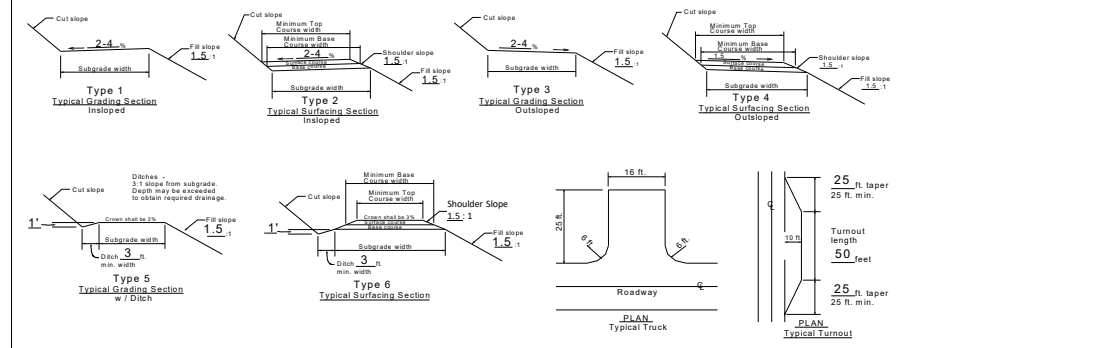 Cut slope
2-4 %
Fill slope
1.5 :1
Subgrade width
Type 1
Typical Grading Section
Insloped
Cut slope
Minimum Top
Course width
Minimum Base
Course width
2-4 %
Surface course
Base course
Shoulder slope
1.5 :1
Fill slope
1.5 :1
Subgrade width
Type 2
Typical Surfacing Section
Insloped
Cut slope
2-4 %
Fill slope
1.5 :1
Subgrade width
Type 3
Typical Grading Section
Outsloped
Cut slope
Minimum Top
Course width
Minimum Base
Course width
1.5 %
Surface course
Base course
Shoulder slope
1.5 :1
Fill slope
1.5 :1
Subgrade width
Type 4
Typical Surfacing Section
Outsloped
Ditches -
3:1 slope from subgrade.
Depth may be exceeded
to obtain required drainage.
Cut slope
Crown shall be 3%
1'
Fill slope
1.5 :1
Subgrade width
Ditch 3 ft.
min. width
Type 5
Typical Grading Section
w / Ditch
Minimum Base
Course width
Minimum Top
Course width
Cut slope
Shoulder Slope
1.5 : 1
Crown shall be 3%
Surface course
Base course
1'
Fill slope
1.5 :1
Subgrade width
Ditch 3 ft.
min. width
Type 6
Typical Surfacing Section
16 ft.
25 ft.
6 ft.
6 ft.
Roadway
℄
PLAN
Typical Truck
℄
10 ft.
25 ft. taper
25 ft. min.
Turnout
length
50 feet
25 ft. taper
25 ft. min.
PLAN
Typical Turnout